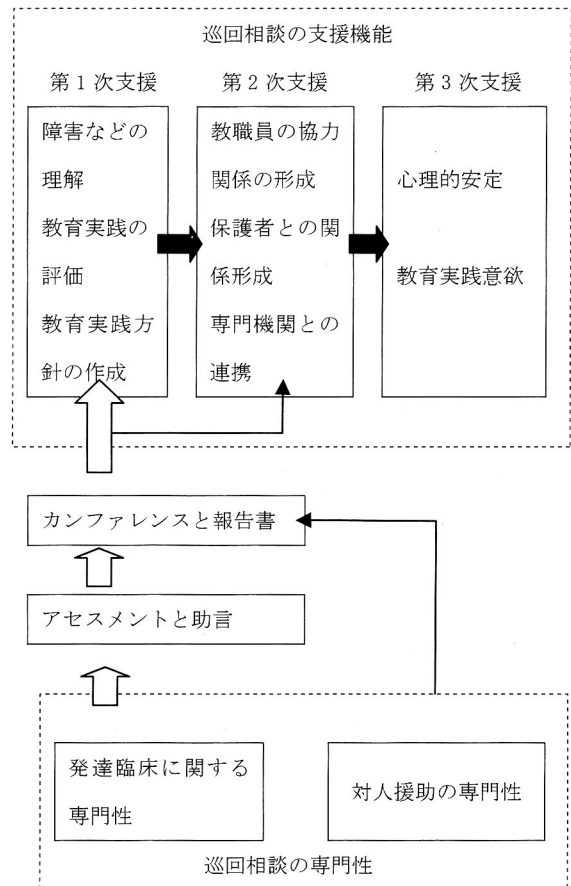 巡回相談の支援機能
第1次支援
第2次支援
第3次支援
障害などの
理解
教育実践の
評価
教育実践方
針の作成
教職員の協力
関係の形成
保護者との関
係形成
専門機関との
連携
心理的安定
教育実践意欲
カンファレンスと報告書
アセスメントと助言
発達臨床に関する
専門性
対人援助の専門性
巡回相談の専門性